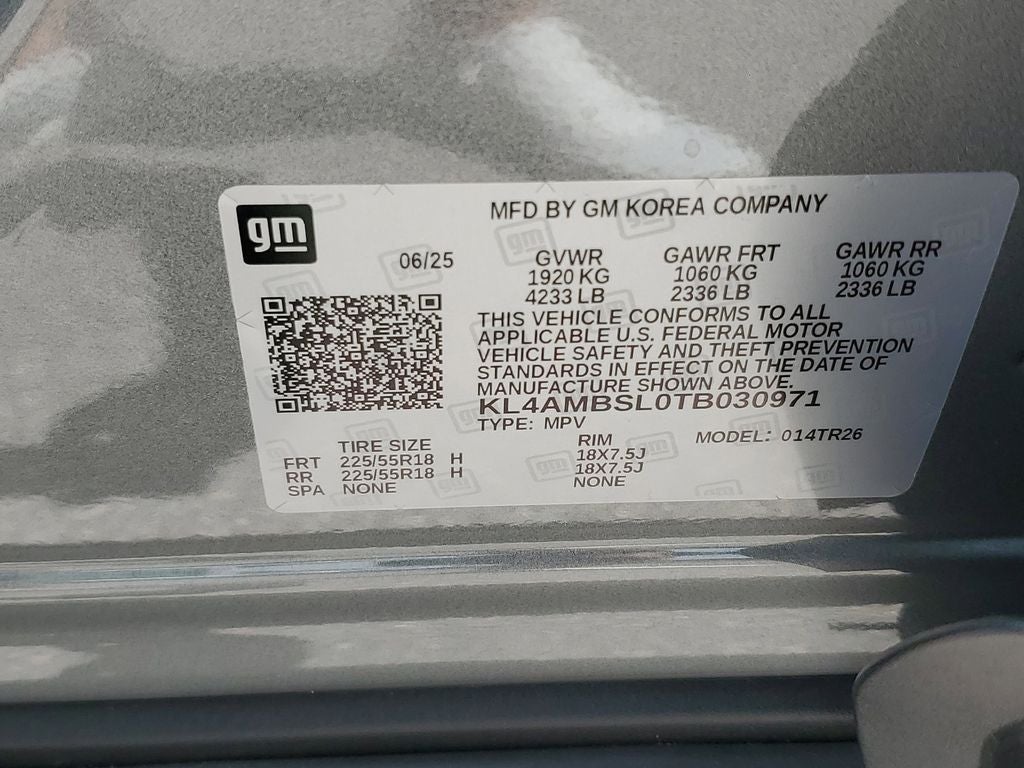 gm
MFD BY GM KOREA COMPANY
06/25
GVWR GAWR FRT GAWR RR
1920 KG 1060 KG 1060 KG
4233 LB 2336 LB 2336 LB
THIS VEHICLE CONFORMS TO ALL
APPLICABLE U.S. FEDERAL MOTOR
VEHICLE SAFETY AND THEFT PREVENTION
STANDARDS IN EFFECT ON THE DATE OF
MANUFACTURE SHOWN ABOVE.
KL4AMBSL0TB030971
TYPE: MPV MODEL: 014TR26
TIRE SIZE RIM
FRT 225/55R18 H 18X7.5J
RR 225/55R18 H 18X7.5J
SPA NONE NONE